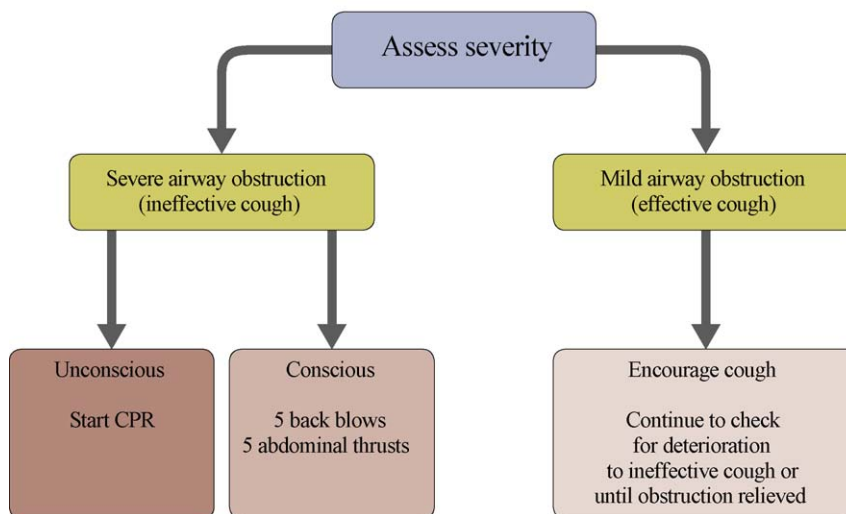 Assess severity
Severe airway obstruction
(ineffective cough)
Mild airway obstruction
(effective cough)
Unconscious
Start CPR
Conscious
5 back blows
5 abdominal thrusts
Encourage cough
Continue to check
for deterioration
to ineffective cough or
until obstruction relieved